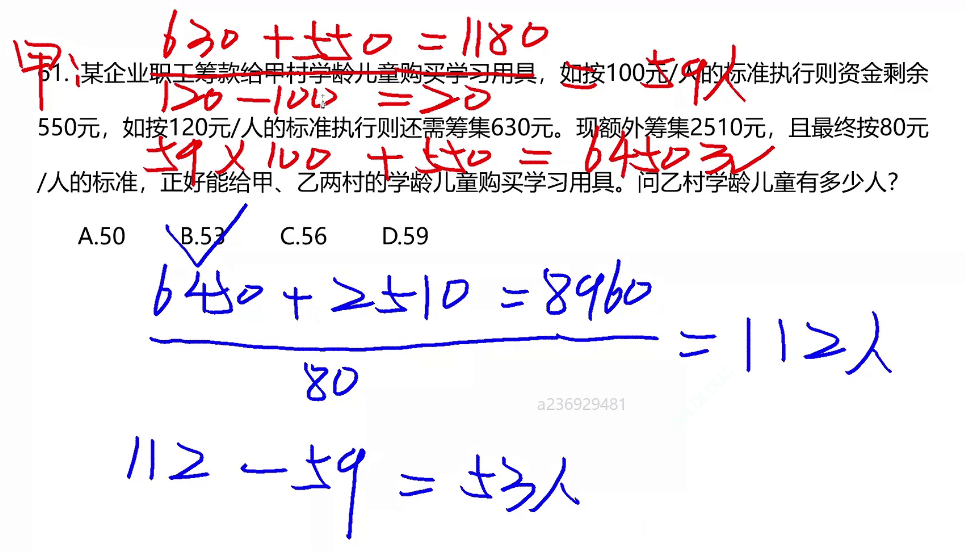 630 + 550 = 1180
甲:
61. 某企业职工筹款给甲村学龄儿童购买学习用具，如按100元/人的标准执行则资金剩余
= 59人
120 - 100 = 20
550元，如按120元/人的标准执行则还需筹集630元。现额外筹集2510元，且最终按80元
59 × 100 + 550 = 6450元
/人的标准，正好能给甲、乙两村的学龄儿童购买学习用具。问乙村学龄儿童有多少人?
A.50 B.53 C.56 D.59
6450 + 2510 = 8960
= 112人
80
a236929481
112 - 59 = 53人